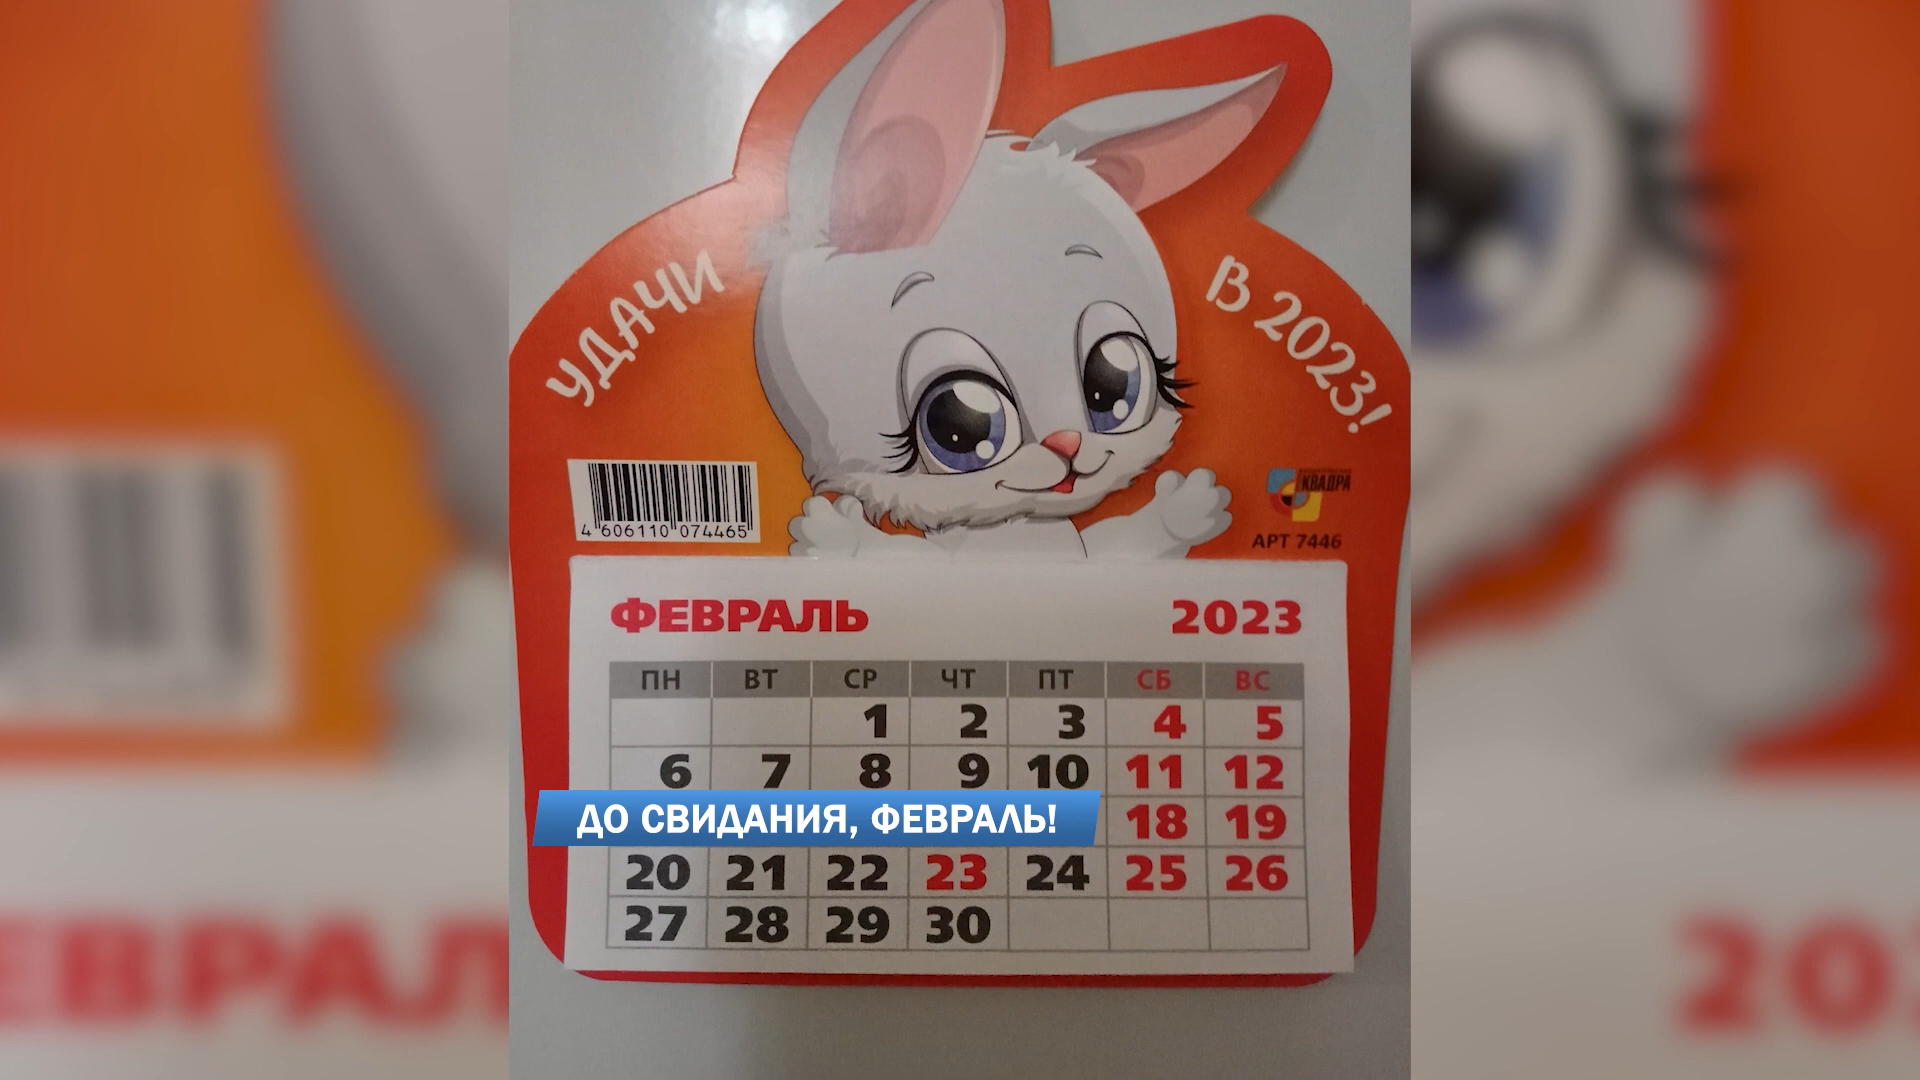 УДАЧИ
В 2023!
4 606110 074465
КВАДРА
АРТ 7446
ФЕВРАЛЬ 2023
ПН ВТ СР ЧТ ПТ СБ ВС
1 2 3 4 5
6 7 8 9 10 11 12
ДО СВИДАНИЯ, ФЕВРАЛЬ!
18 19
20 21 22 23 24 25 26
27 28 29 30